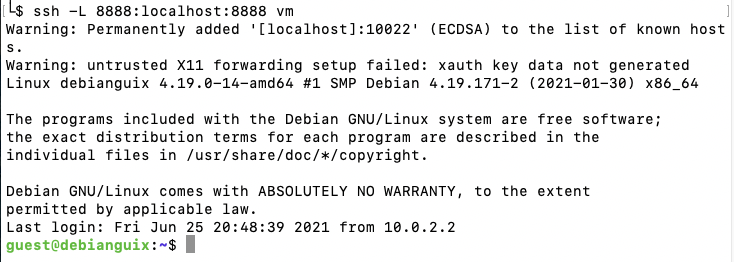 [└$ ssh -L 8888:localhost:8888 vm
Warning: Permanently added '[localhost]:10022' (ECDSA) to the list of known host
s.
Warning: untrusted X11 forwarding setup failed: xauth key data not generated
Linux debianguix 4.19.0-14-amd64 #1 SMP Debian 4.19.171-2 (2021-01-30) x86_64

The programs included with the Debian GNU/Linux system are free software;
the exact distribution terms for each program are described in the
individual files in /usr/share/doc/*/copyright.

Debian GNU/Linux comes with ABSOLUTELY NO WARRANTY, to the extent
permitted by applicable law.
Last login: Fri Jun 25 20:48:39 2021 from 10.0.2.2
guest@debianguix:~$